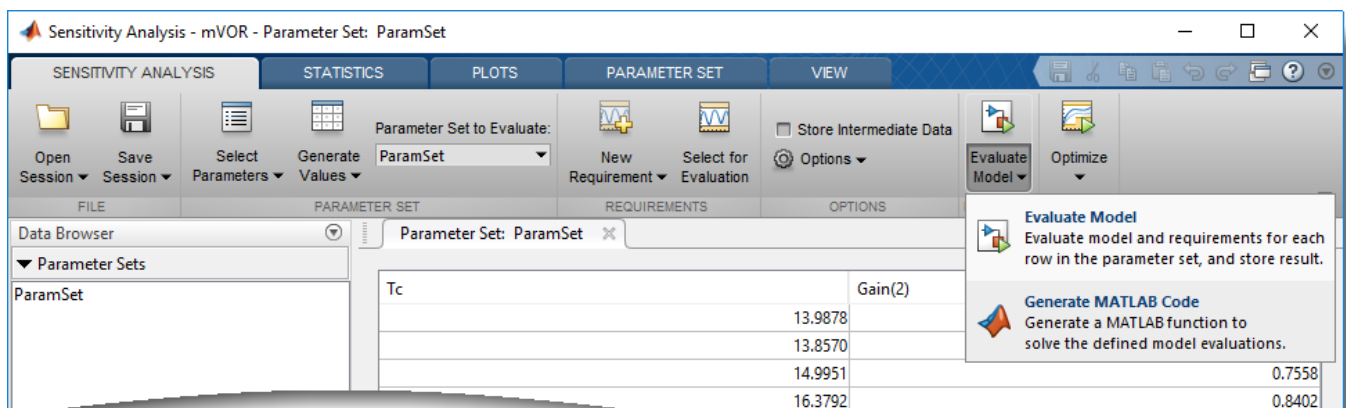 Sensitivity Analysis - mVOR - Parameter Set: ParamSet
SENSITIVITY ANALYSIS
STATISTICS
PLOTS
PARAMETER SET
VIEW
Open
Session
Save
Session
Select
Parameters
Generate
Values
Parameter Set to Evaluate:
ParamSet
New
Requirement
Select for
Evaluation
Store Intermediate Data
Options
Evaluate
Model
Optimize
FILE
PARAMETER SET
REQUIREMENTS
OPTIONS
Evaluate Model
Evaluate model and requirements for each
row in the parameter set, and store result.
Generate MATLAB Code
Generate a MATLAB function to
solve the defined model evaluations.
Data Browser
Parameter Sets
ParamSet
Parameter Set: ParamSet
Tc
Gain(2)
13.9878
13.8570
14.9951
0.7558
16.3792
0.8402